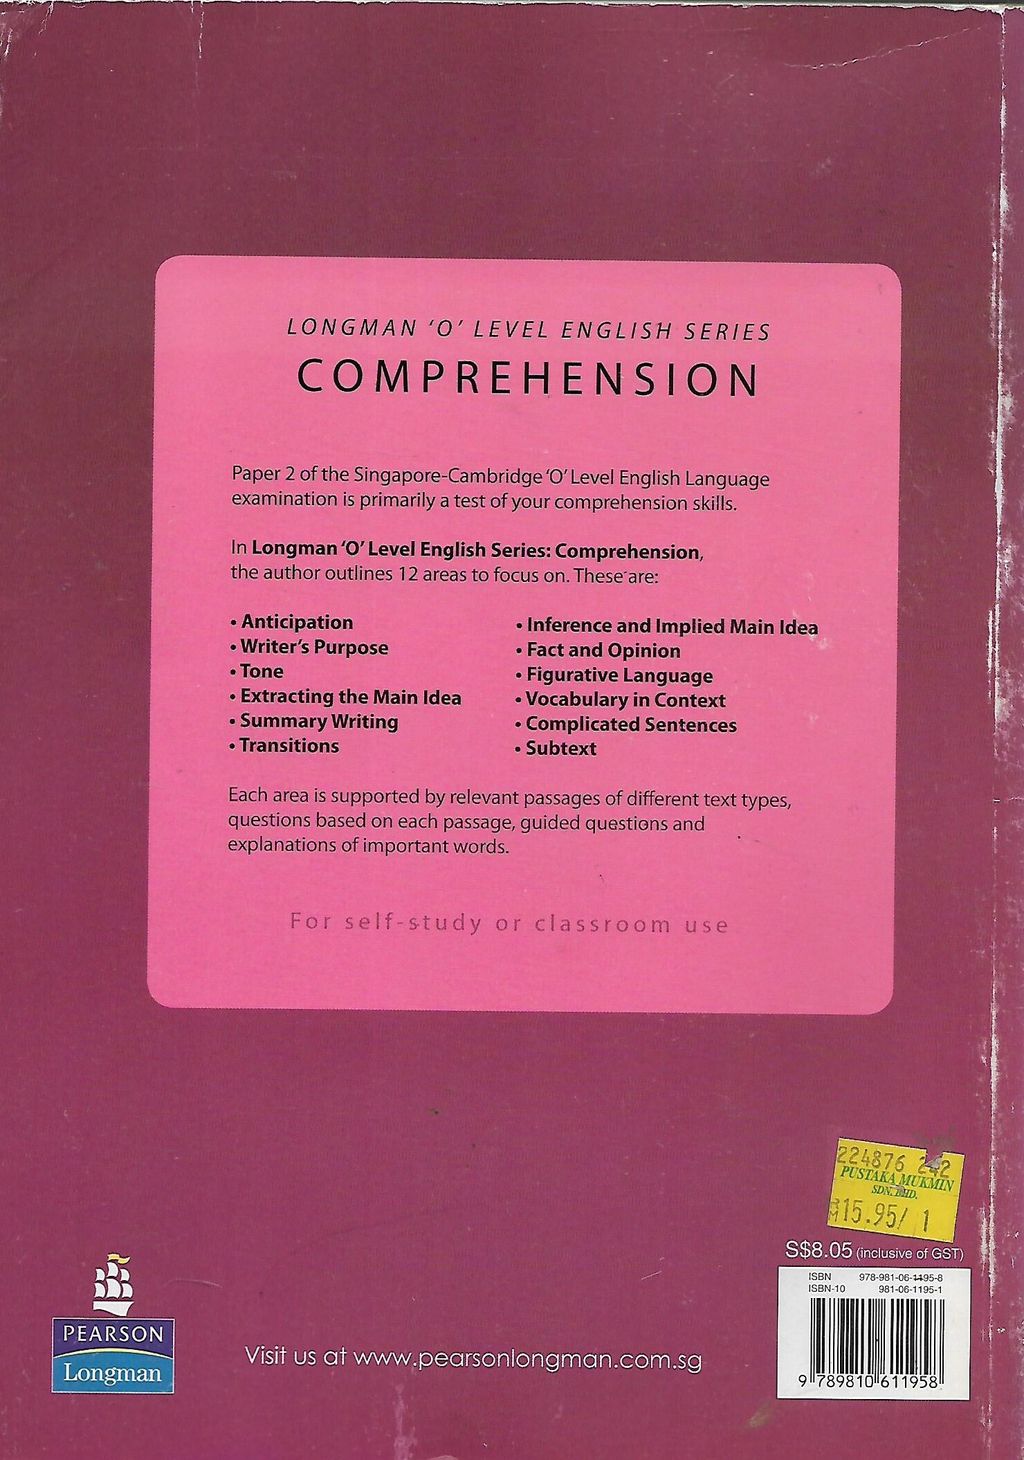 LONGMAN 'O' LEVEL ENGLISH SERIES
COMPREHENSION
Paper 2 of the Singapore-Cambridge 'O' Level English Language
examination is primarily a test of your comprehension skills.
In Longman 'O' Level English Series: Comprehension,
the author outlines 12 areas to focus on. These are:
• Anticipation
• Writer's Purpose
• Tone
• Extracting the Main Idea
• Summary Writing
• Transitions
• Inference and Implied Main Idea
• Fact and Opinion
• Figurative Language
• Vocabulary in Context
• Complicated Sentences
• Subtext
Each area is supported by relevant passages of different text types,
questions based on each passage, guided questions and
explanations of important words.
For self-study or classroom use
224876 242
PUSTAKA MUKMIN
SDN. BHD.
RM15.95/ 1
S$8.05 (inclusive of GST)
ISBN 978-981-06-1195-8
ISBN-10 981-06-1195-1
9 789810 611958
PEARSON
Longman
Visit us at www.pearsonlongman.com.sg